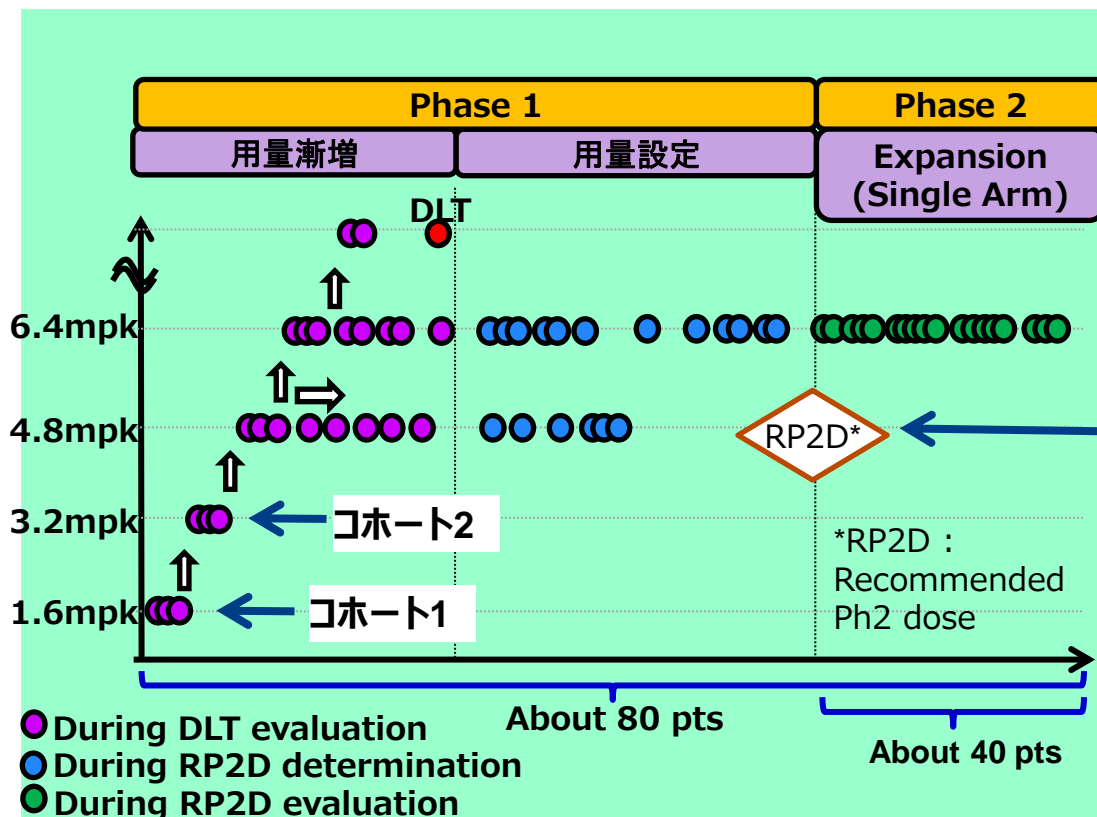 Phase 1
Phase 2
用量漸増
用量設定
Expansion
(Single Arm)
DLT
6.4mpk
4.8mpk
RP2D*
3.2mpk
コホート2
*RP2D :
Recommended
Ph2 dose
1.6mpk
コホート1
About 80 pts
About 40 pts
During DLT evaluation
During RP2D determination
During RP2D evaluation